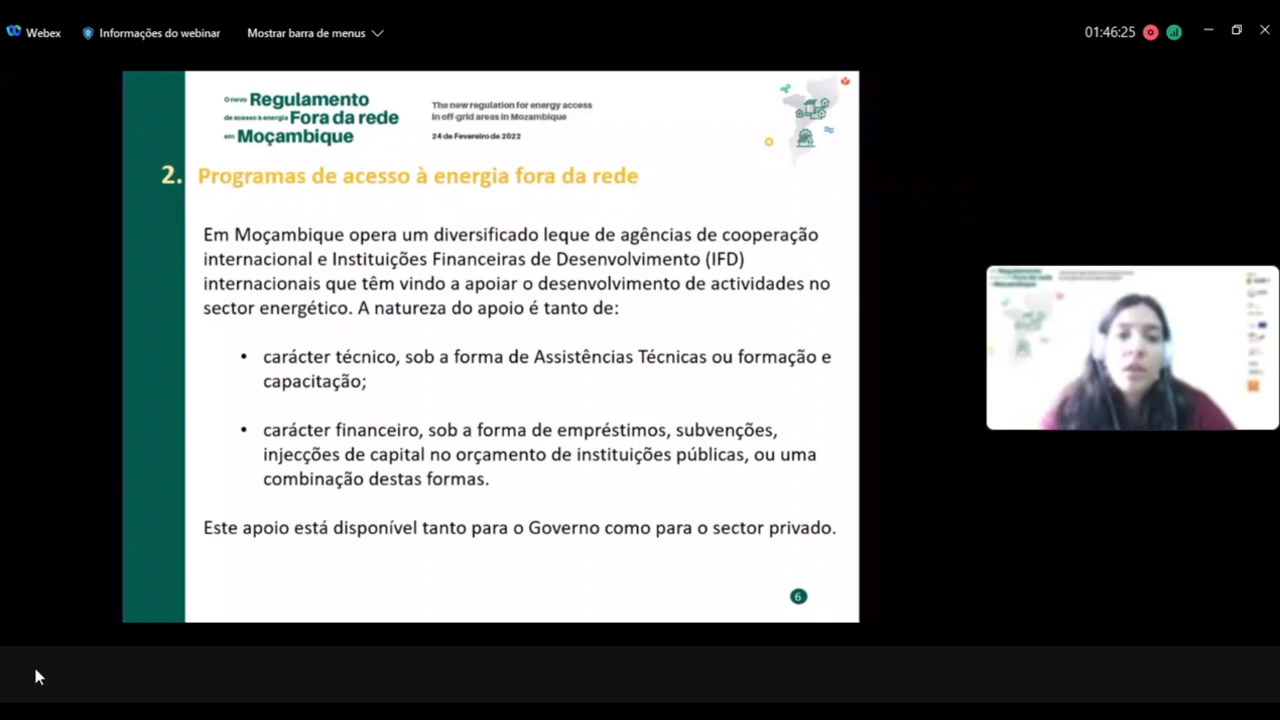 Webex
Informações do webinar
Mostrar barra de menus
01:46:25
O novo Regulamento
de acesso à energia Fora da rede
em Moçambique
The new regulation for energy access
in off-grid areas in Mozambique
24 de Fevereiro de 2022
2. Programas de acesso à energia fora da rede
Em Moçambique opera um diversificado leque de agências de cooperação
internacional e Instituições Financeiras de Desenvolvimento (IFD)
internacionais que têm vindo a apoiar o desenvolvimento de actividades no
sector energético. A natureza do apoio é tanto de:
• carácter técnico, sob a forma de Assistências Técnicas ou formação e
capacitação;
• carácter financeiro, sob a forma de empréstimos, subvenções,
injecções de capital no orçamento de instituições públicas, ou uma
combinação destas formas.
Este apoio está disponível tanto para o Governo como para o sector privado.
6
Regulamento
Fora da rede
Moçambique